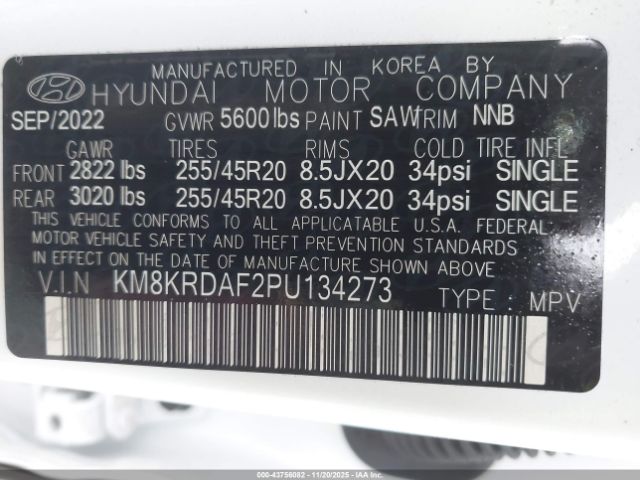 MANUFACTURED IN KOREA BY
HYUNDAI MOTOR COMPANY
SEP/2022 GVWR 5600 lbs PAINT SAW TRIM NNB
GAWR TIRES RIMS COLD TIRE INFL
FRONT 2822 lbs 255/45R20 8.5JX20 34psi SINGLE
REAR 3020 lbs 255/45R20 8.5JX20 34psi SINGLE
THIS VEHICLE CONFORMS TO ALL APPLICATABLE U.S.A. FEDERAL
MOTOR VEHICLE SAFETY AND THEFT PREVENTION STANDARDS
IN EFFECT ON THE DATE OF MANUFACTURE SHOWN ABOVE
V.I.N KM8KRDAF2PU134273 TYPE : MPV
000-43756082 - 11/20/2025 - IAAI.COM